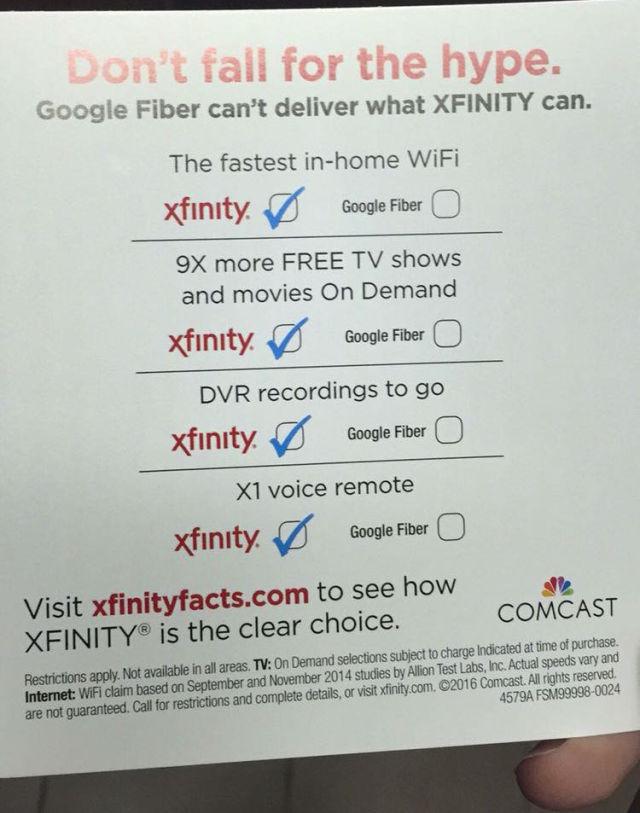 Don't fall for the hype.
Google Fiber can't deliver what XFINITY can.
The fastest in-home WiFi
xfinity. Google Fiber
9X more FREE TV shows
and movies On Demand
xfinity. Google Fiber
DVR recordings to go
xfinity. Google Fiber
X1 voice remote
xfinity. Google Fiber
Visit xfinityfacts.com to see how
XFINITY® is the clear choice.
COMCAST
Restrictions apply. Not available in all areas. TV: On Demand selections subject to charge Indicated at time of purchase.
Internet: WiFi claim based on September and November 2014 studies by Allion Test Labs, Inc. Actual speeds vary and
are not guaranteed. Call for restrictions and complete details, or visit xfinity.com. ©2016 Comcast. All rights reserved.
4579A FSM99998-0024